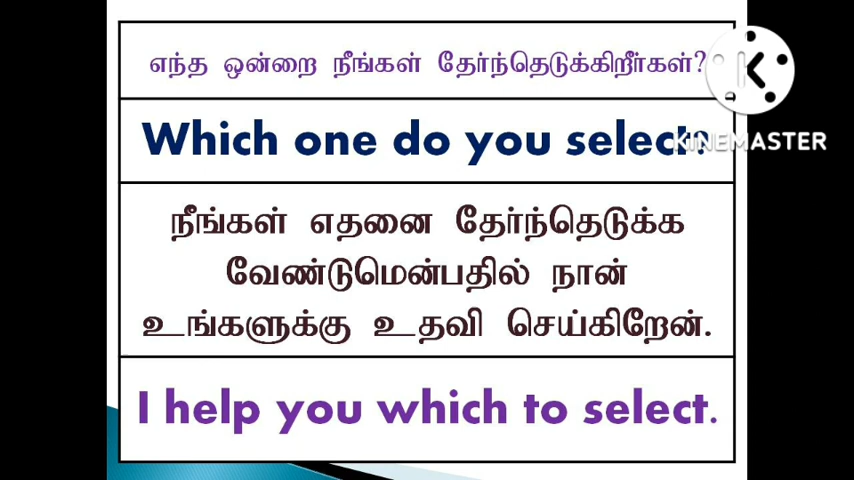 எந்த ஒன்றை நீங்கள் தேர்ந்தெடுக்கிறீர்கள்?
Which one do you select?
KINEMASTER
நீங்கள் எதனை தேர்ந்தெடுக்க
வேண்டுமென்பதில் நான்
உங்களுக்கு உதவி செய்கிறேன்.
I help you which to select.